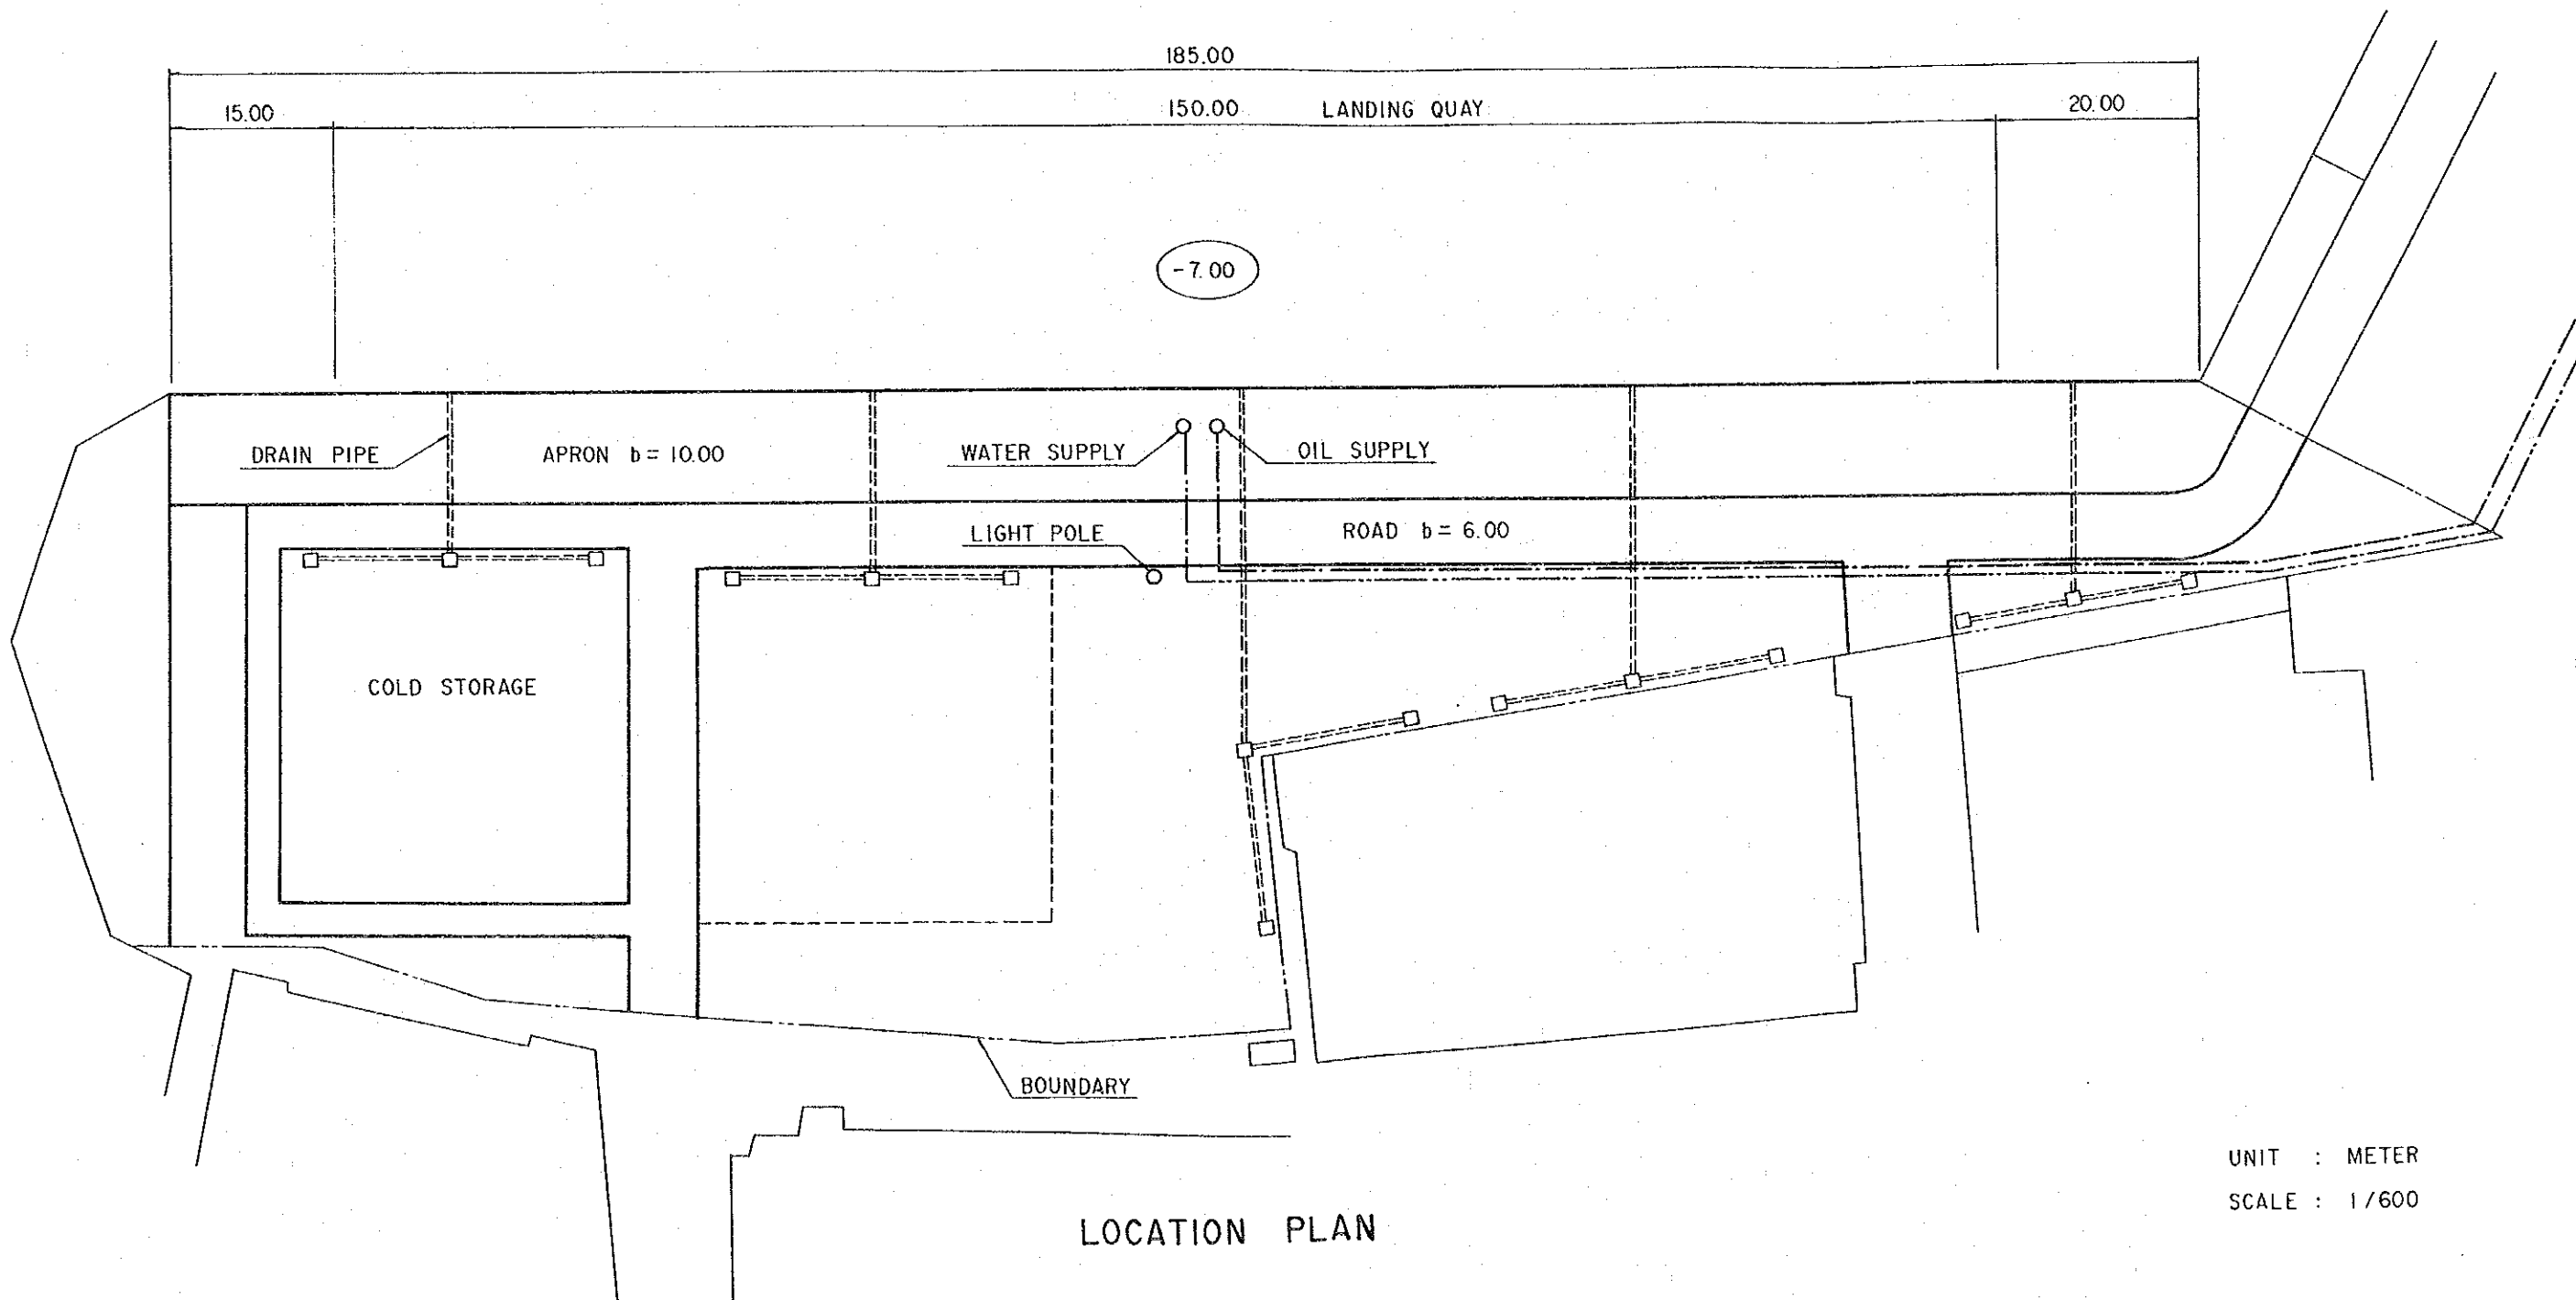 185.00
15.00 150.00 LANDING QUAY 20.00
-7.00
DRAIN PIPE APRON b = 10.00 WATER SUPPLY OIL SUPPLY
LIGHT POLE ROAD b = 6.00
COLD STORAGE
BOUNDARY
UNIT : METER
SCALE : 1/600
LOCATION PLAN